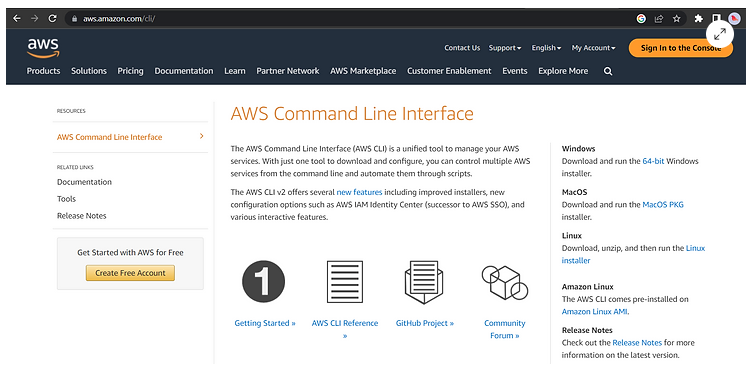 aws.amazon.com/cli/
aws
Contact Us Support English My Account Sign In to the Console
Products Solutions Pricing Documentation Learn Partner Network AWS Marketplace Customer Enablement Events Explore More
RESOURCES
AWS Command Line Interface
RELATED LINKS
Documentation
Tools
Release Notes
Get Started with AWS for Free
Create Free Account
AWS Command Line Interface
The AWS Command Line Interface (AWS CLI) is a unified tool to manage your AWS
services. With just one tool to download and configure, you can control multiple AWS
services from the command line and automate them through scripts.
The AWS CLI v2 offers several new features including improved installers, new
configuration options such as AWS IAM Identity Center (successor to AWS SSO), and
various interactive features.
1
Getting Started »
AWS CLI Reference
»
GitHub Project »
Community
Forum »
Windows
Download and run the 64-bit Windows
installer.
MacOS
Download and run the MacOS PKG
installer.
Linux
Download, unzip, and then run the Linux
installer
Amazon Linux
The AWS CLI comes pre-installed on
Amazon Linux AMI.
Release Notes
Check out the Release Notes for more
information on the latest version.